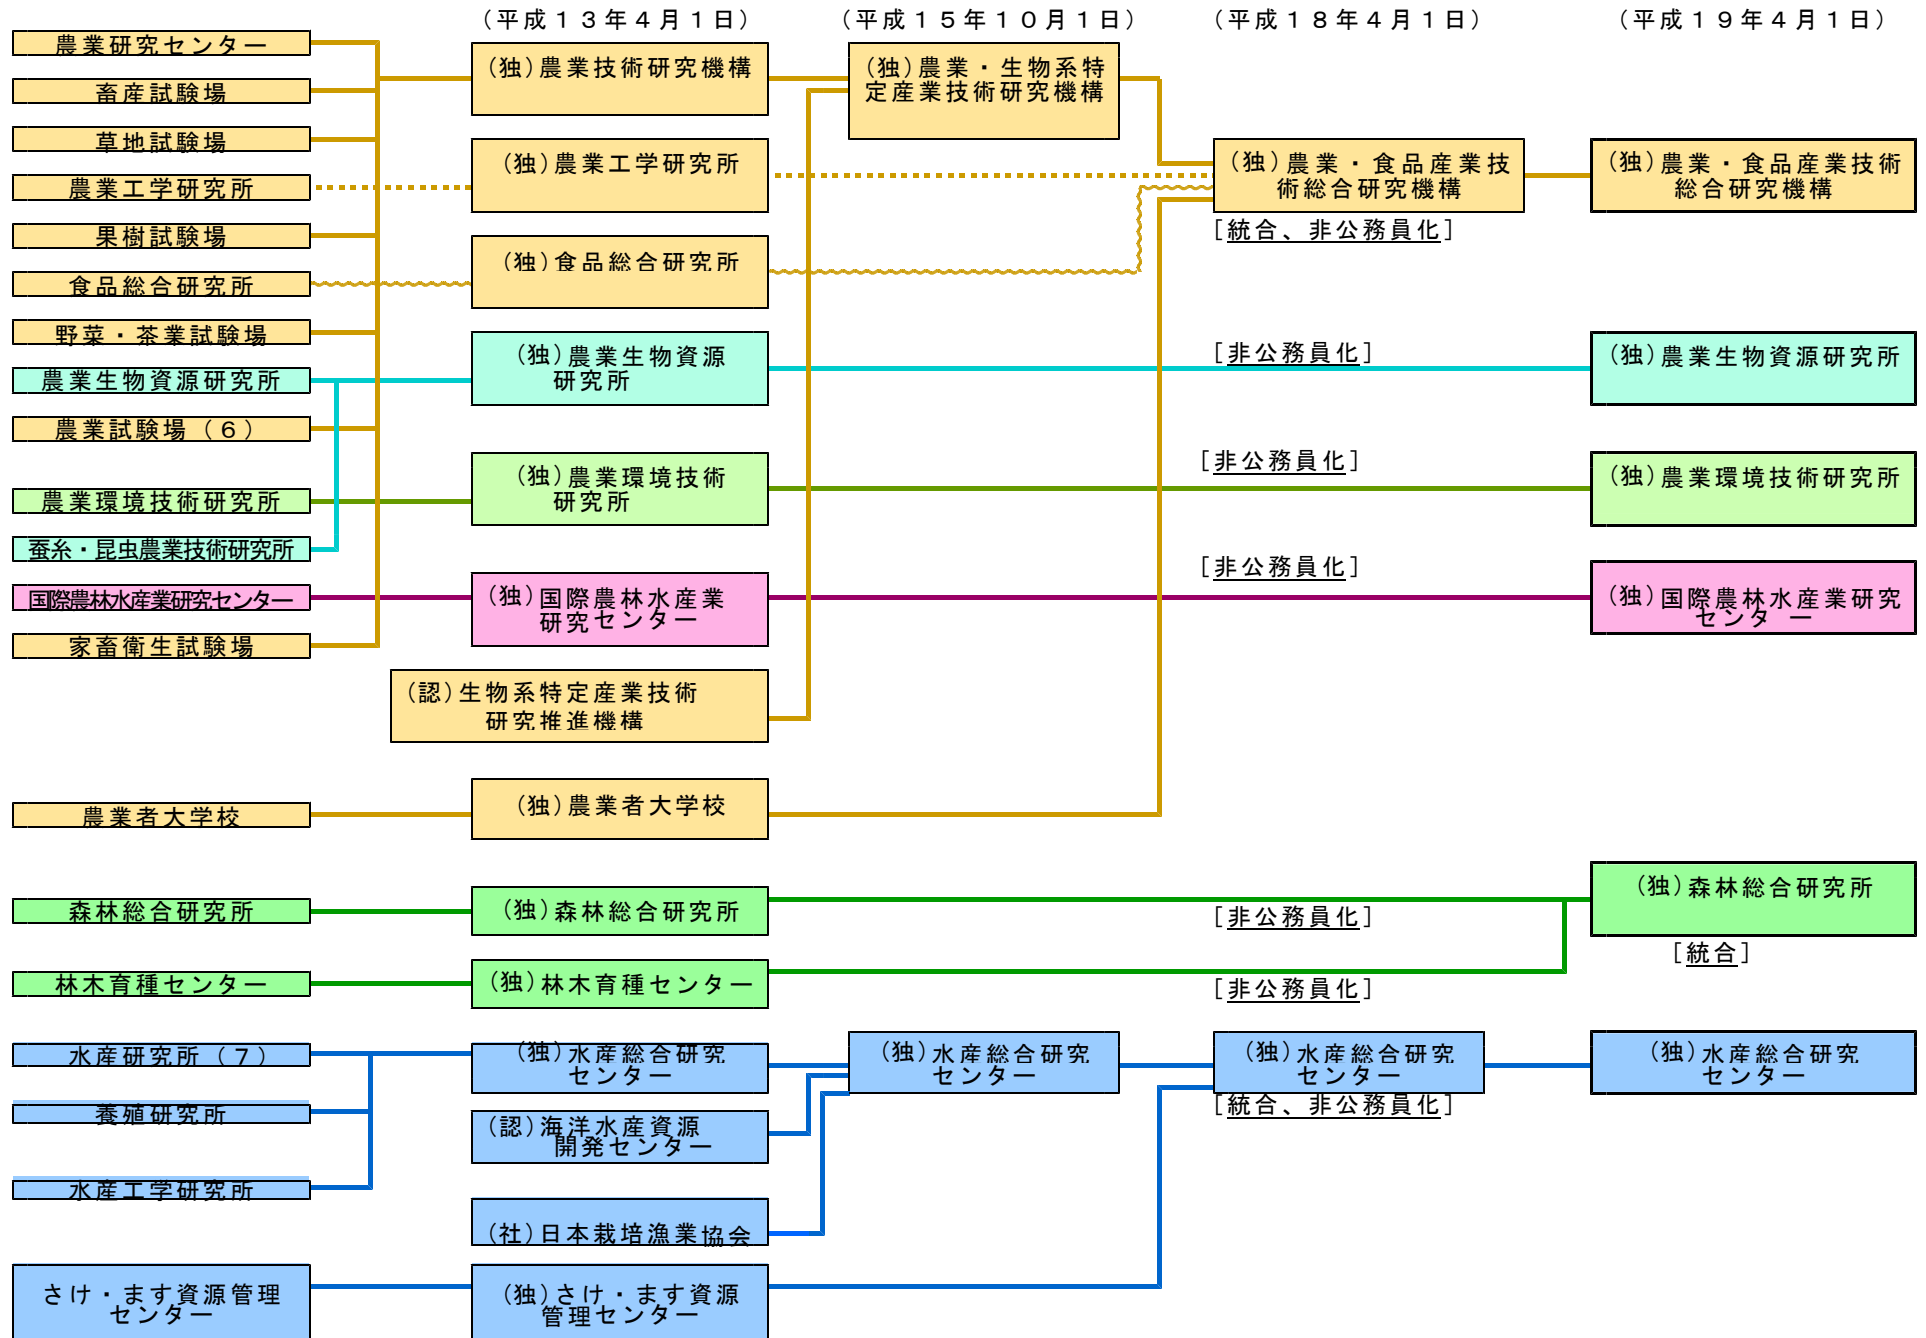 (平成13年4月1日)
(平成15年10月1日)
(平成18年4月1日)
(平成19年4月1日)
農業研究センター
畜産試験場
草地試験場
農業工学研究所
果樹試験場
食品総合研究所
野菜・茶業試験場
農業生物資源研究所
農業試験場(6)
農業環境技術研究所
蚕糸・昆虫農業技術研究所
国際農林水産業研究センター
家畜衛生試験場
農業者大学校
森林総合研究所
林木育種センター
水産研究所(7)
養殖研究所
水産工学研究所
さけ・ます資源管理
センター
(独)農業技術研究機構
(独)農業工学研究所
(独)食品総合研究所
(独)農業生物資源
研究所
(独)農業環境技術
研究所
(独)国際農林水産業
研究センター
(認)生物系特定産業技術
研究推進機構
(独)農業者大学校
(独)森林総合研究所
(独)林木育種センター
(独)水産総合研究
センター
(認)海洋水産資源
開発センター
(社)日本栽培漁業協会
(独)さけ・ます資源
管理センター
(独)農業・生物系特
定産業技術研究機構
(独)水産総合研究
センター
(独)農業・食品産業技
術総合研究機構
[統合、非公務員化]
[非公務員化]
[非公務員化]
[非公務員化]
[非公務員化]
[非公務員化]
(独)水産総合研究
センター
[統合、非公務員化]
(独)農業・食品産業技術
総合研究機構
(独)農業生物資源研究所
(独)農業環境技術研究所
(独)国際農林水産業研究
センター
(独)森林総合研究所
[統合]
(独)水産総合研究
センター